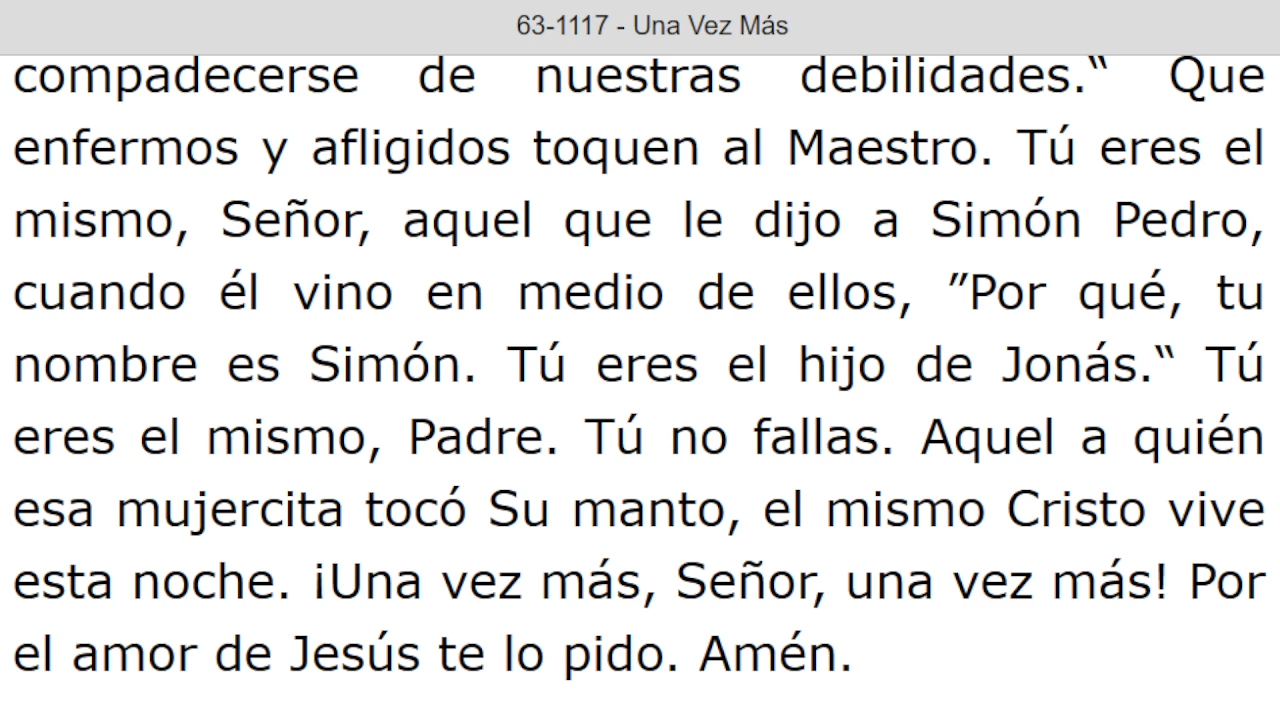 63-1117 - Una Vez Más
compadecerse de nuestras debilidades.“ Que
enfermos y afligidos toquen al Maestro. Tú eres el
mismo, Señor, aquel que le dijo a Simón Pedro,
cuando él vino en medio de ellos, ”Por qué, tu
nombre es Simón. Tú eres el hijo de Jonás.“ Tú
eres el mismo, Padre. Tú no fallas. Aquel a quién
esa mujercita tocó Su manto, el mismo Cristo vive
esta noche. ¡Una vez más, Señor, una vez más! Por
el amor de Jesús te lo pido. Amén.